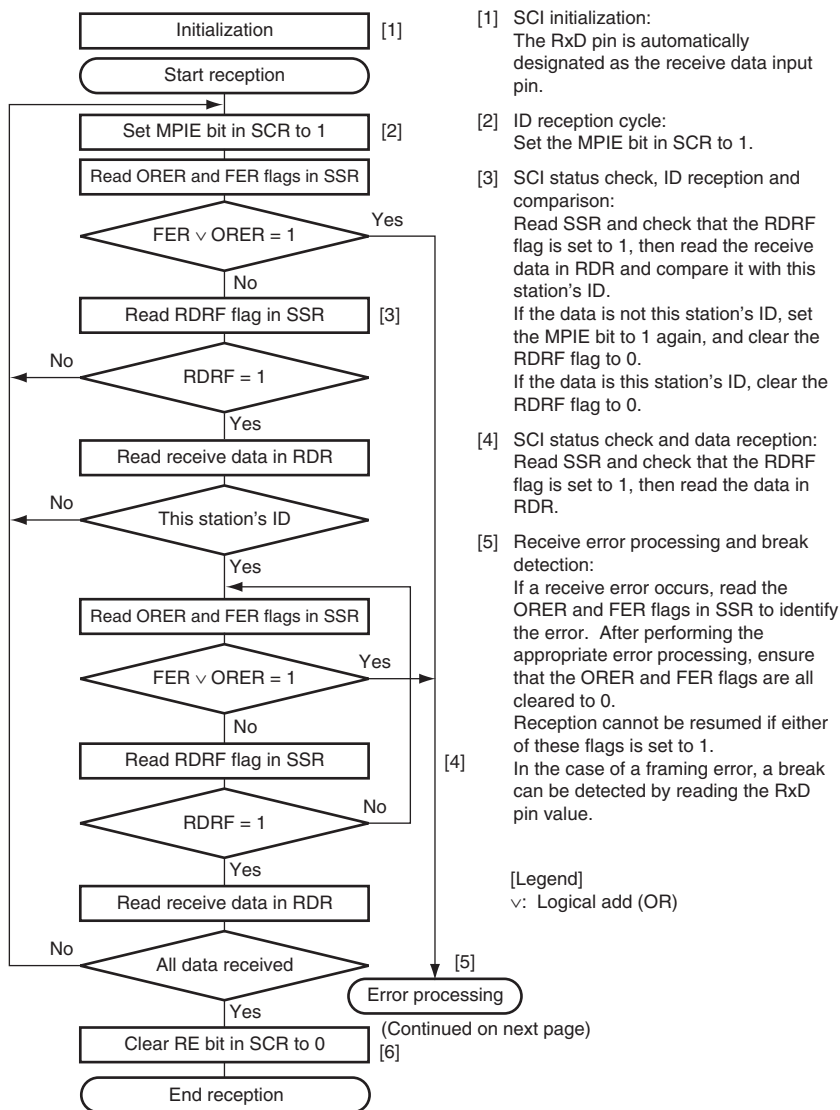 Initialization [1]
Start reception
Set MPIE bit in SCR to 1 [2]
Read ORER and FER flags in SSR
FER ∨ ORER = 1
Yes
No
Read RDRF flag in SSR [3]
No
RDRF = 1
Yes
Read receive data in RDR
No
This station's ID
Yes
Read ORER and FER flags in SSR
FER ∨ ORER = 1
Yes
No
Read RDRF flag in SSR
[4]
RDRF = 1
No
Yes
Read receive data in RDR
No
All data received
[5]
Error processing
Yes
(Continued on next page)
Clear RE bit in SCR to 0
[6]
End reception
[1] SCI initialization:
The RxD pin is automatically
designated as the receive data input
pin.
[2] ID reception cycle:
Set the MPIE bit in SCR to 1.
[3] SCI status check, ID reception and
comparison:
Read SSR and check that the RDRF
flag is set to 1, then read the receive
data in RDR and compare it with this
station's ID.
If the data is not this station's ID, set
the MPIE bit to 1 again, and clear the
RDRF flag to 0.
If the data is this station's ID, clear the
RDRF flag to 0.
[4] SCI status check and data reception:
Read SSR and check that the RDRF
flag is set to 1, then read the data in
RDR.
[5] Receive error processing and break
detection:
If a receive error occurs, read the
ORER and FER flags in SSR to identify
the error. After performing the
appropriate error processing, ensure
that the ORER and FER flags are all
cleared to 0.
Reception cannot be resumed if either
of these flags is set to 1.
In the case of a framing error, a break
can be detected by reading the RxD
pin value.
[Legend]
∨: Logical add (OR)